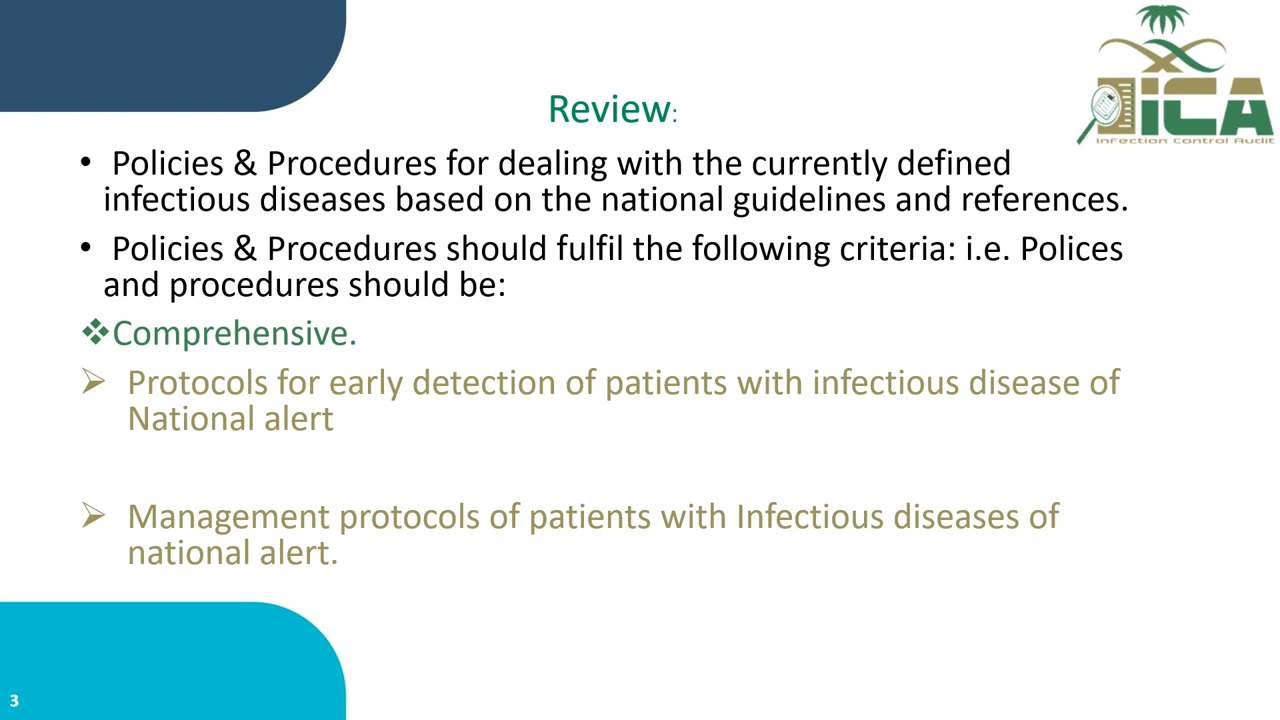 iCA
Infection Control Audit
Review:
• Policies & Procedures for dealing with the currently defined
infectious diseases based on the national guidelines and references.
• Policies & Procedures should fulfil the following criteria: i.e. Polices
and procedures should be:
❖Comprehensive.
➢ Protocols for early detection of patients with infectious disease of
National alert
➢ Management protocols of patients with Infectious diseases of
national alert.
3